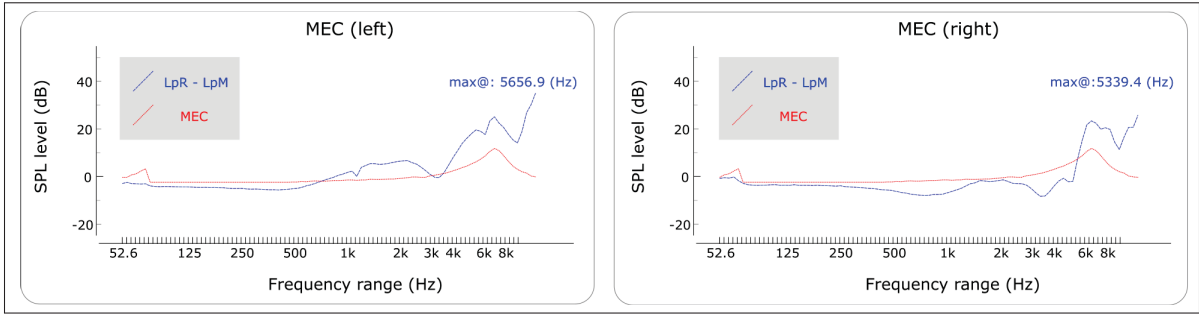 MEC (left)
SPL level (dB)
40
20
0
-20
LpR - LpM
MEC
max@: 5656.9 (Hz)
52.6 125 250 500 1k 2k 3k 4k 6k 8k
Frequency range (Hz)
MEC (right)
SPL level (dB)
40
20
0
-20
LpR - LpM
MEC
max@: 5339.4 (Hz)
52.6 125 250 500 1k 2k 3k 4k 6k 8k
Frequency range (Hz)